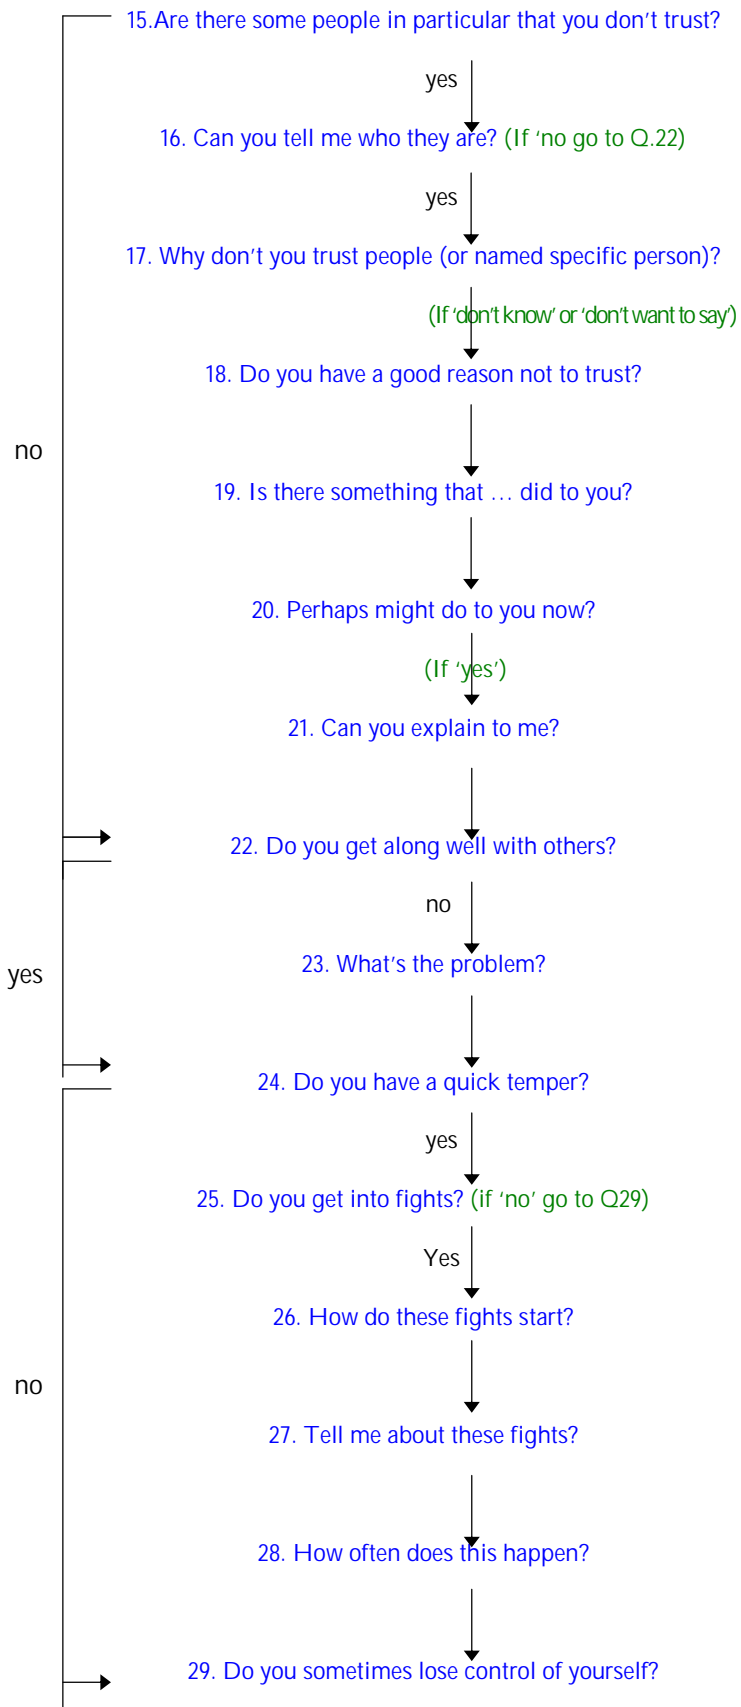 15.Are there some people in particular that you don't trust?
yes
16. Can you tell me who they are? (If 'no go to Q.22)
yes
17. Why don't you trust people (or named specific person)?
(If 'don't know' or 'don't want to say')
18. Do you have a good reason not to trust?
no
19. Is there something that … did to you?
20. Perhaps might do to you now?
(If 'yes')
21. Can you explain to me?
22. Do you get along well with others?
no
23. What's the problem?
yes
24. Do you have a quick temper?
yes
25. Do you get into fights? (if 'no' go to Q29)
Yes
26. How do these fights start?
no
27. Tell me about these fights?
28. How often does this happen?
29. Do you sometimes lose control of yourself?